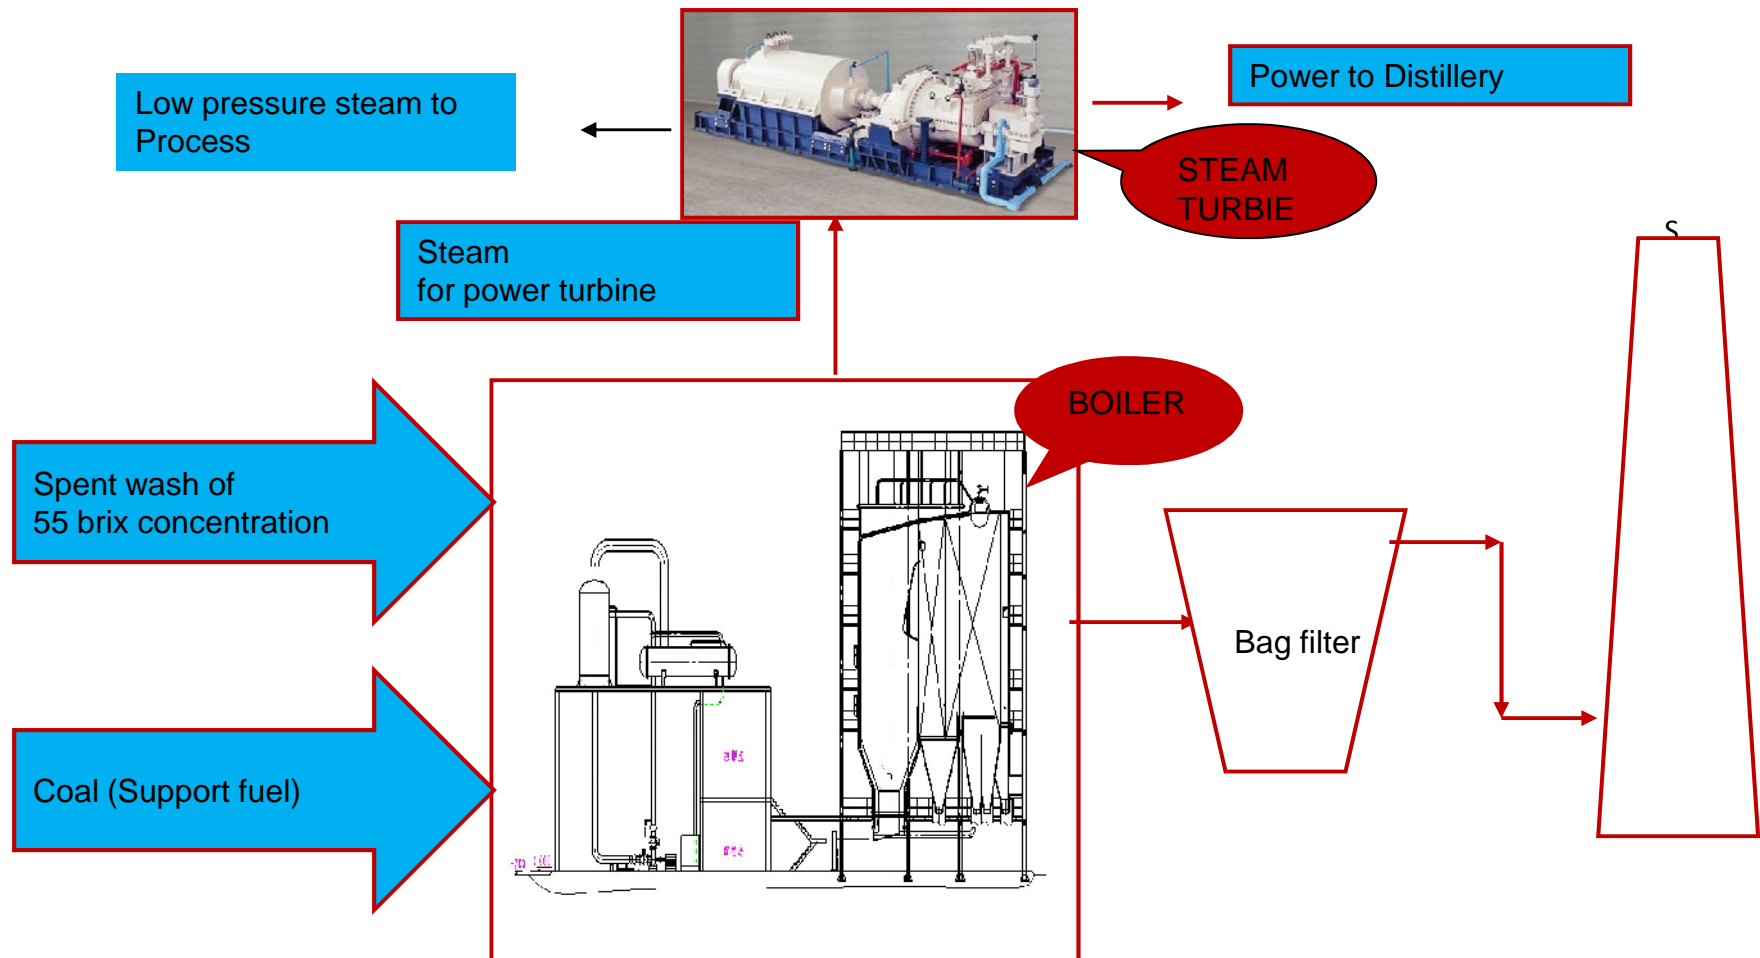 Low pressure steam to
Process
Power to Distillery
STEAM
TURBIE
S
Steam
for power turbine
BOILER
Spent wash of
55 brix concentration
Bag filter
Coal (Support fuel)